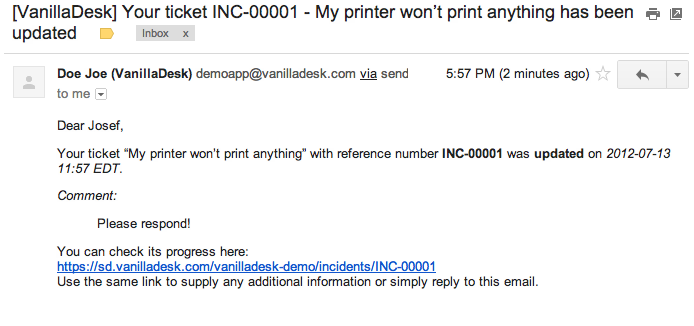 [VanillaDesk] Your ticket INC-00001 - My printer won’t print anything has been
updated Inbox x
Doe Joe (VanillaDesk) demoapp@vanilladesk.com via send 5:57 PM (2 minutes ago)
to me
Dear Josef,
Your ticket “My printer won’t print anything” with reference number INC-00001 was updated on 2012-07-13
11:57 EDT.
Comment:
Please respond!
You can check its progress here:
https://sd.vanilladesk.com/vanilladesk-demo/incidents/INC-00001
Use the same link to supply any additional information or simply reply to this email.